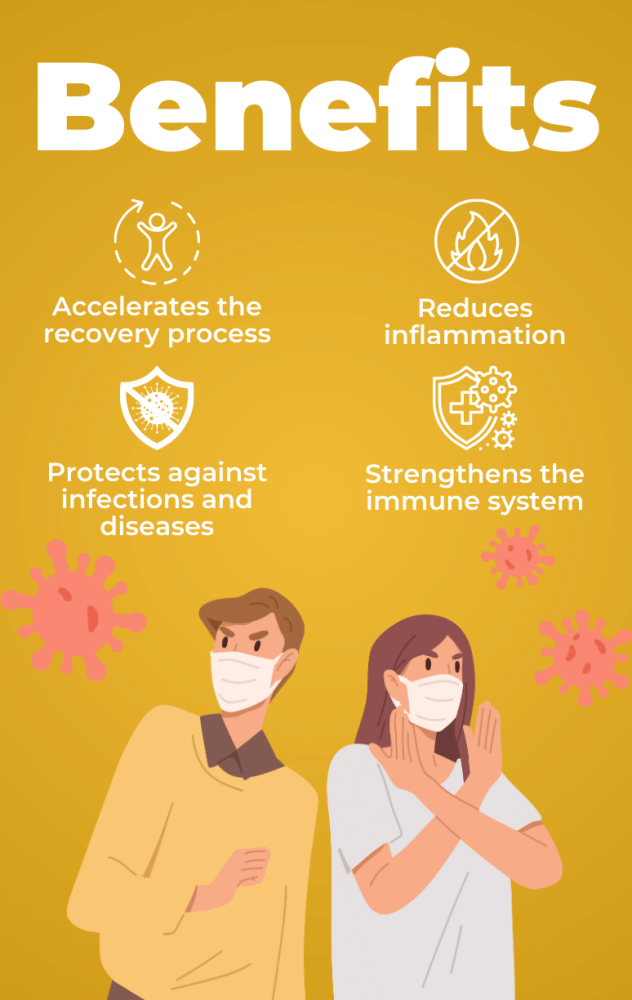 Benefits
Accelerates the
recovery process
Reduces
inflammation
Protects against
infections and
diseases
Strengthens the
immune system